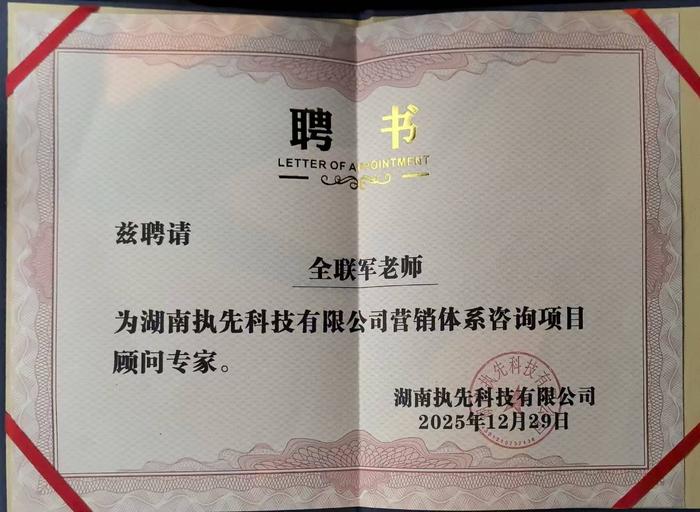 聘书
LETTER OF APPOINTMENT
兹聘请
全联军老师
为湖南执先科技有限公司营销体系咨询项目
顾问专家。
湖南执先科技有限公司
2025年12月29日